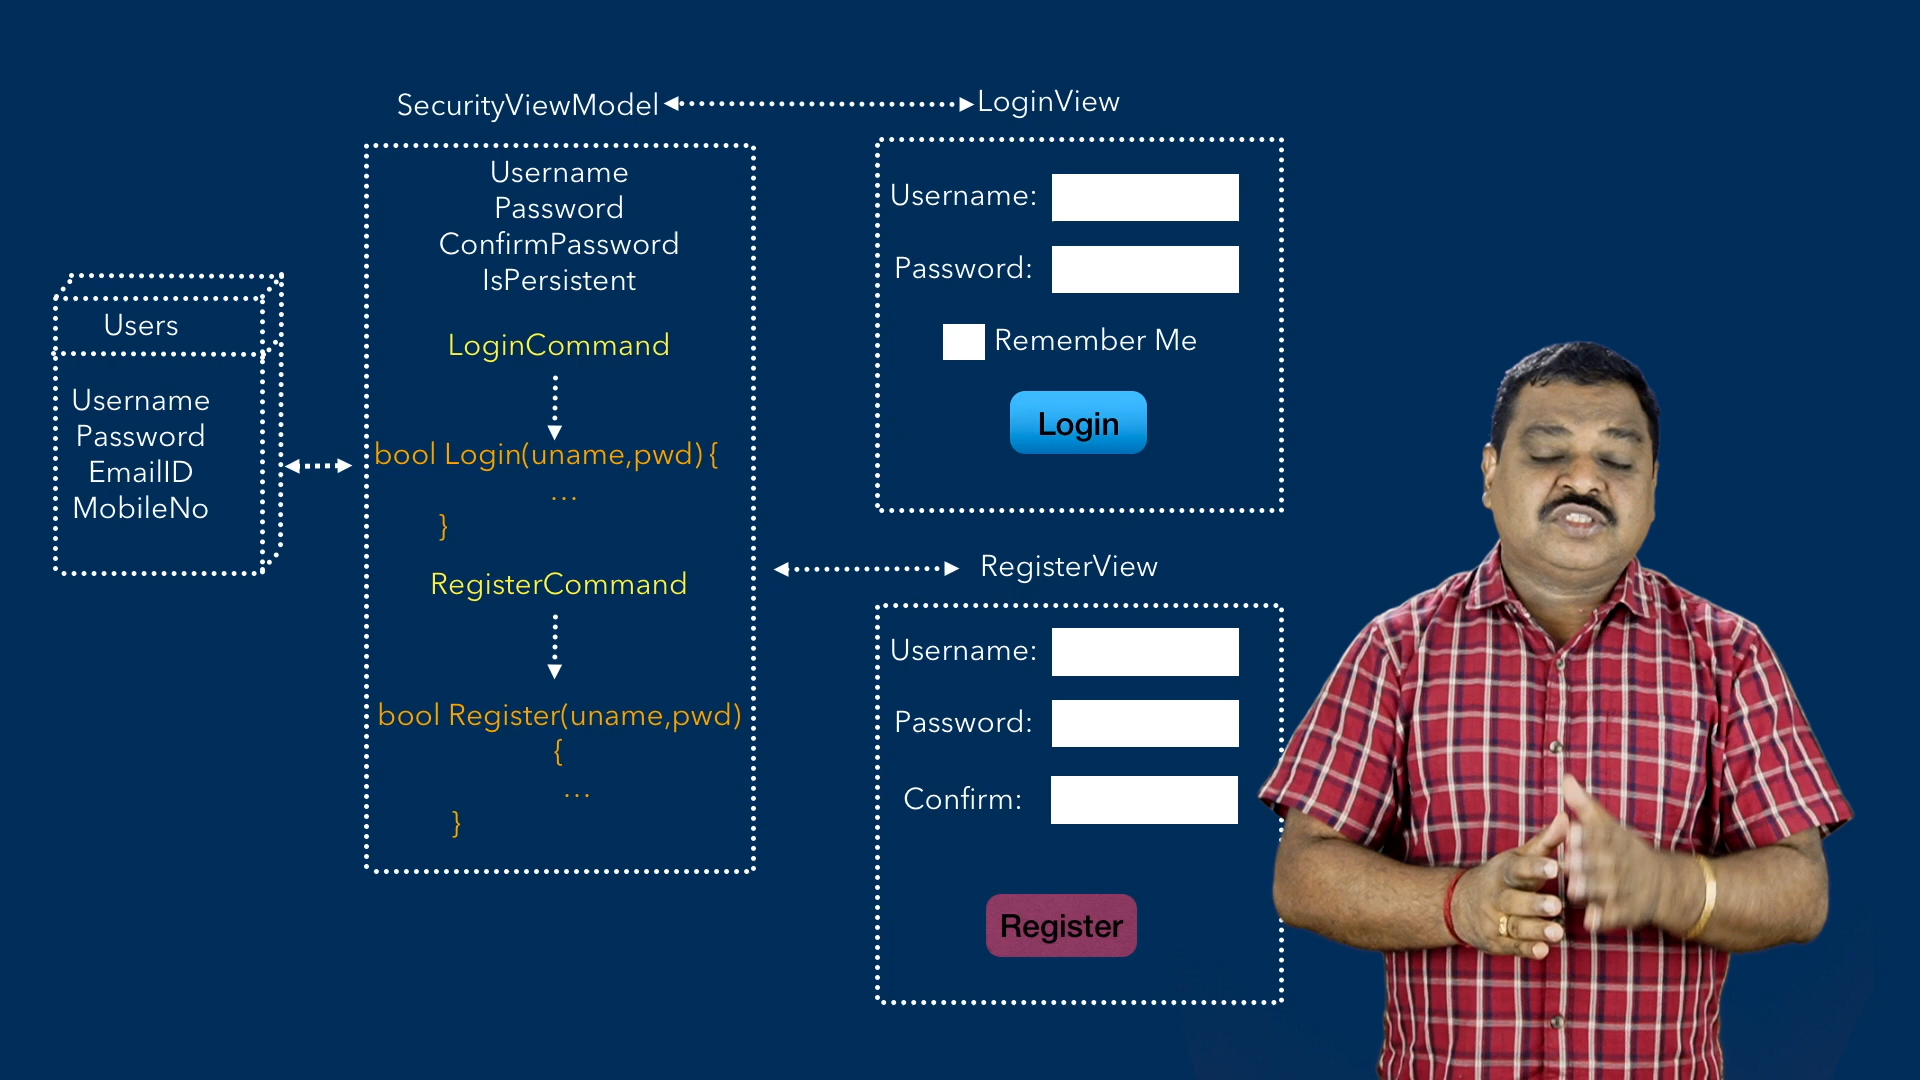 Users
Username
Password
EmailID
MobileNo
SecurityViewModel
Username
Password
ConfirmPassword
IsPersistent
LoginCommand
bool Login(uname,pwd) {
...
}
RegisterCommand
bool Register(uname,pwd)
{
...
}
LoginView
Username:
Password:
Remember Me
Login
RegisterView
Username:
Password:
Confirm:
Register